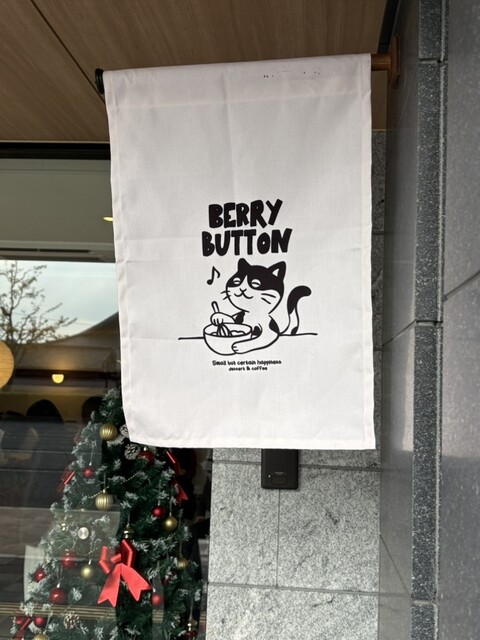 BERRY
BUTTON
Small but certain happiness
dessert & coffee